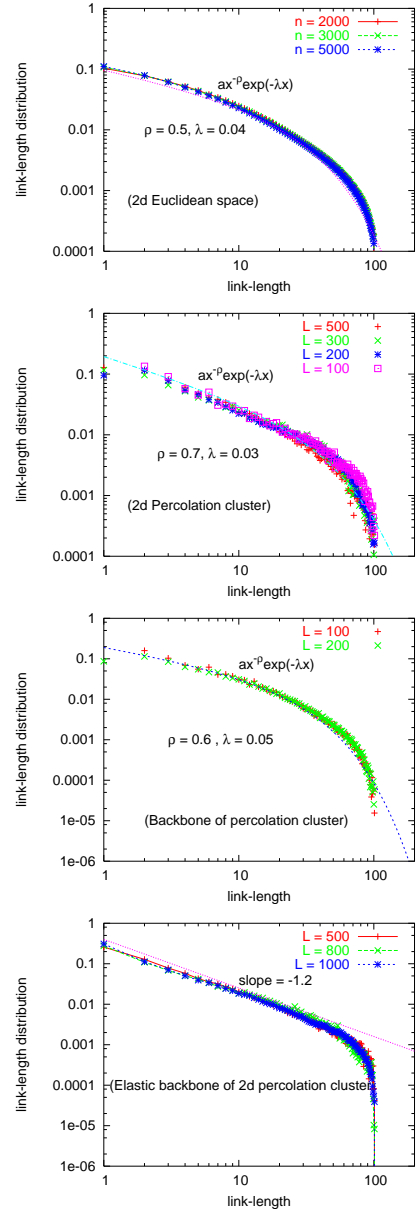 n = 2000
n = 3000
n = 5000
ax^-ρ exp(-λx)
ρ = 0.5, λ = 0.04
(2d Euclidean space)
link-length distribution
1
0.1
0.01
0.001
0.0001
1
10
100
link-length
L = 500
L = 300
L = 200
L = 100
ax^-ρ exp(-λx)
ρ = 0.7, λ = 0.03
(2d Percolation cluster)
link-length distribution
1
0.1
0.01
0.001
0.0001
1
10
100
link-length
L = 100
L = 200
ax^-ρ exp(-λx)
ρ = 0.6 , λ = 0.05
(Backbone of percolation cluster)
link-length distribution
1
0.1
0.01
0.001
0.0001
1e-05
1e-06
1
10
100
link-length
L = 500
L = 800
L = 1000
slope = -1.2
(Elastic backbone of 2d percolation cluster
link-length distribution
1
0.1
0.01
0.001
0.0001
1e-05
1e-06
1
10
100
link-length